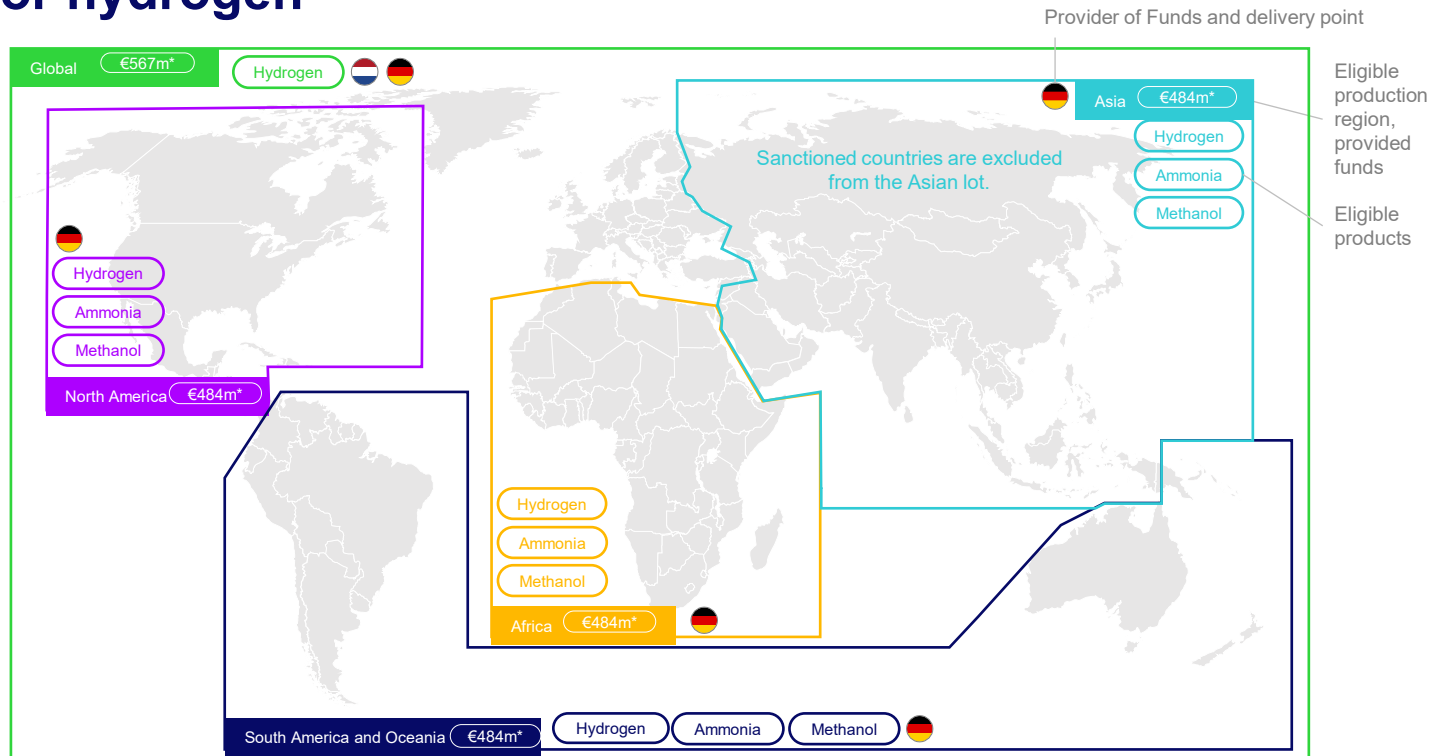 or hydrogen
Provider of Funds and delivery point
Global €567m*
Hydrogen
Asia €484m*
Hydrogen
Ammonia
Methanol
Eligible
production
region,
provided
funds
Eligible
products
Sanctioned countries are excluded
from the Asian lot.
Hydrogen
Ammonia
Methanol
North America €484m*
Hydrogen
Ammonia
Methanol
Africa €484m*
South America and Oceania €484m*
Hydrogen
Ammonia
Methanol